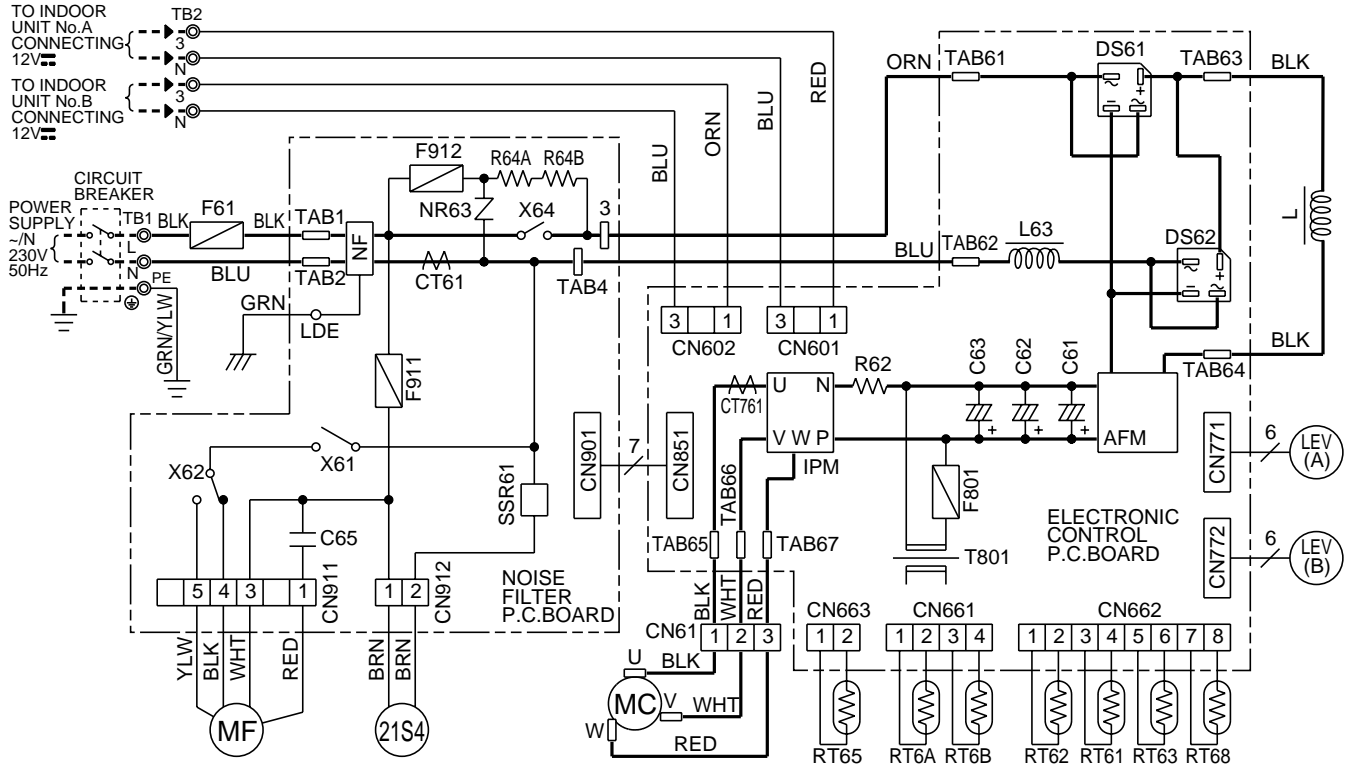 TO INDOOR
UNIT No.A
CONNECTING
12V
TB2
3
N
TO INDOOR
UNIT No.B
CONNECTING
12V
3
N
RED
BLU
ORN
BLU
ORN
TAB61
DS61
~
+
−
~
TAB63
BLK
CIRCUIT
BREAKER
POWER
SUPPLY
~/N
230V
50Hz
TB1
L
N
PE
BLK
F61
BLK
BLU
GRN/YLW
GRN
LDE
TAB1
TAB2
NF
F912
R64A
R64B
NR63
X64
3
CT61
TAB4
BLU
TAB62
L63
DS62
~
+
−
~
L
BLK
TAB64
3
1
CN602
3
1
CN601
F911
X61
X62
SSR61
C65
CN901
7
CN851
CT761
U
N
V
W
P
IPM
R62
C63
C62
C61
+
+
+
AFM
F801
T801
TAB65
TAB66
TAB67
ELECTRONIC
CONTROL
P.C.BOARD
CN771
6
LEV
(A)
CN772
6
LEV
(B)
5
4
3
1
CN911
1
2
CN912
NOISE
FILTER
P.C.BOARD
YLW
BLK
WHT
RED
BRN
BRN
MF
21S4
BLK
WHT
RED
CN61
1
2
3
U
BLK
MC
V
WHT
W
RED
CN663
1
2
CN661
1
2
3
4
CN662
1
2
3
4
5
6
7
8
RT65
RT6A
RT6B
RT62
RT61
RT63
RT68